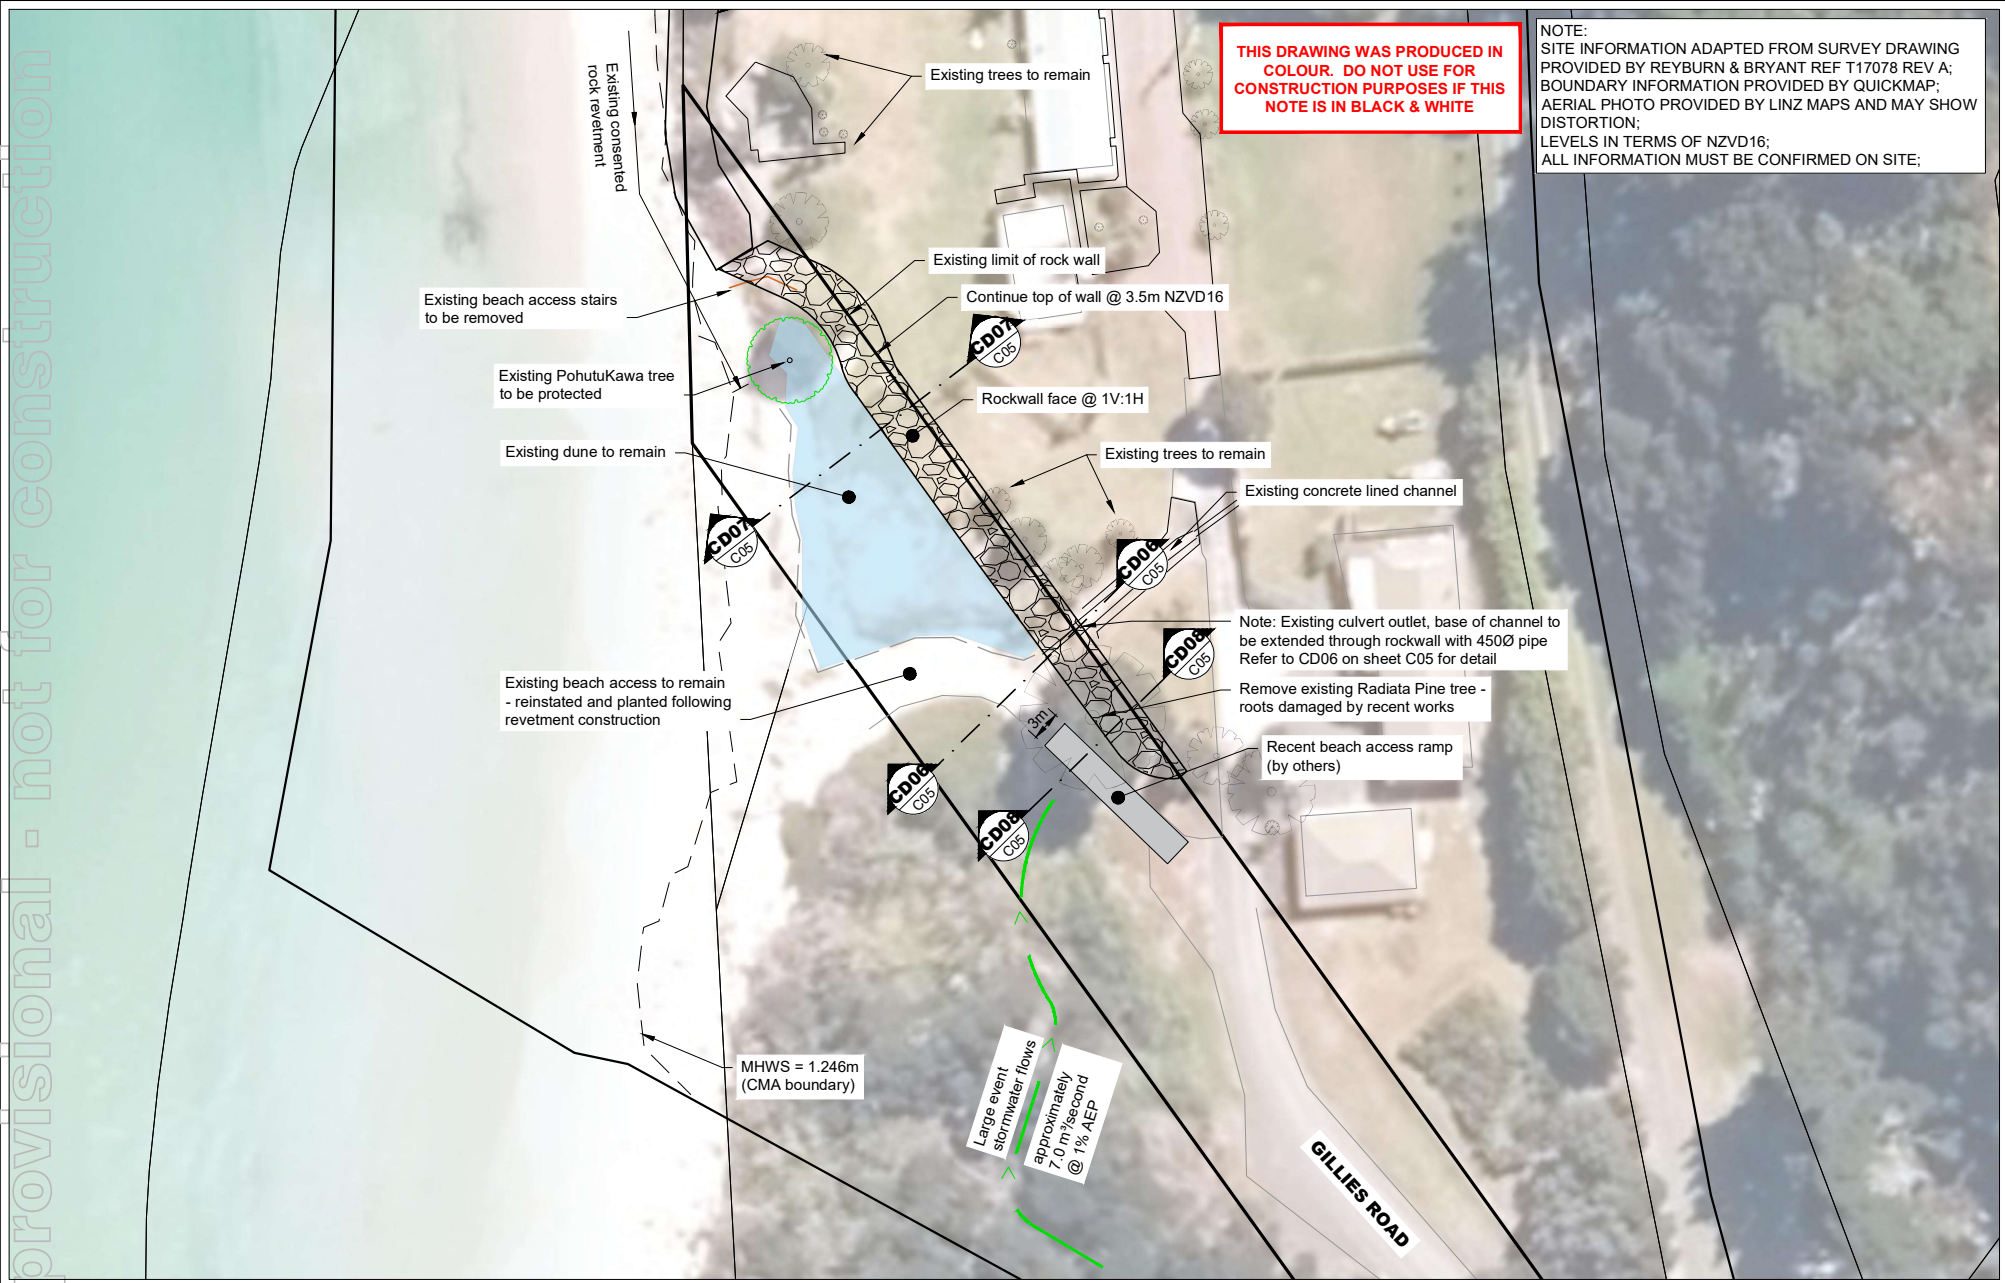 provisional - not for construction
THIS DRAWING WAS PRODUCED IN
COLOUR. DO NOT USE FOR
CONSTRUCTION PURPOSES IF THIS
NOTE IS IN BLACK & WHITE
NOTE:
SITE INFORMATION ADAPTED FROM SURVEY DRAWING
PROVIDED BY REYBURN & BRYANT REF T17078 REV A;
BOUNDARY INFORMATION PROVIDED BY QUICKMAP;
AERIAL PHOTO PROVIDED BY LINZ MAPS AND MAY SHOW
DISTORTION;
LEVELS IN TERMS OF NZVD16;
ALL INFORMATION MUST BE CONFIRMED ON SITE;
Existing consented
rock revetment
Existing trees to remain
Existing limit of rock wall
Continue top of wall @ 3.5m NZVD16
Existing beach access stairs
to be removed
CD07
C05
Existing PohutuKawa tree
to be protected
Rockwall face @ 1V:1H
Existing dune to remain
Existing trees to remain
Existing concrete lined channel
CD07
C05
CD06
C05
Note: Existing culvert outlet, base of channel to
be extended through rockwall with 450Ø pipe
Refer to CD06 on sheet C05 for detail
CD08
C05
Existing beach access to remain
- reinstated and planted following
revetment construction
Remove existing Radiata Pine tree -
roots damaged by recent works
3m
Recent beach access ramp
(by others)
CD06
C05
CD08
C05
MHWS = 1.246m
(CMA boundary)
Large event
stormwater flows
approximately
7.0 m³/second
@ 1% AEP
GILLIES ROAD